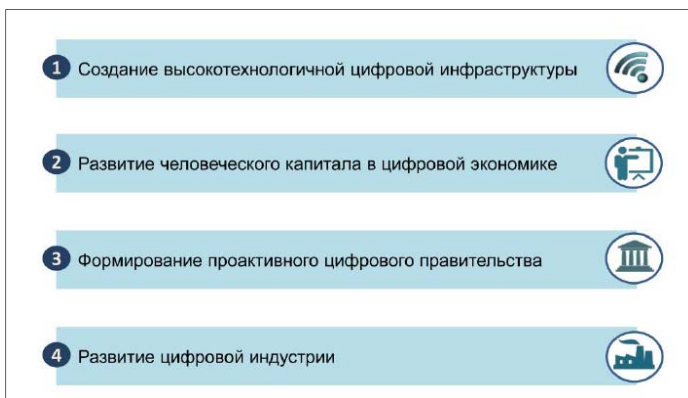 1 Создание высокотехнологичной цифровой инфраструктуры
2 Развитие человеческого капитала в цифровой экономике
3 Формирование проактивного цифрового правительства
4 Развитие цифровой индустрии